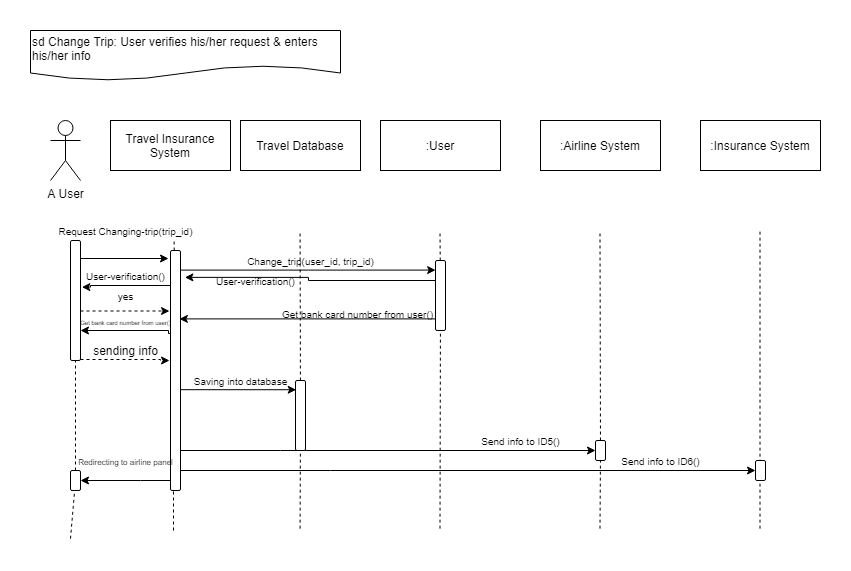 sd Change Trip: User verifies his/her request & enters
his/her info
Travel Insurance
System
Travel Database
:User
:Airline System
:Insurance System
A User
Request Changing-trip(trip_id)
Change_trip(user_id, trip_id)
User-verification()
User-verification()
yes
Get bank card number from user()
Get bank card number from user()
sending info
Saving into database
Send info to ID5()
Redirecting to airline panel
Send info to ID6()